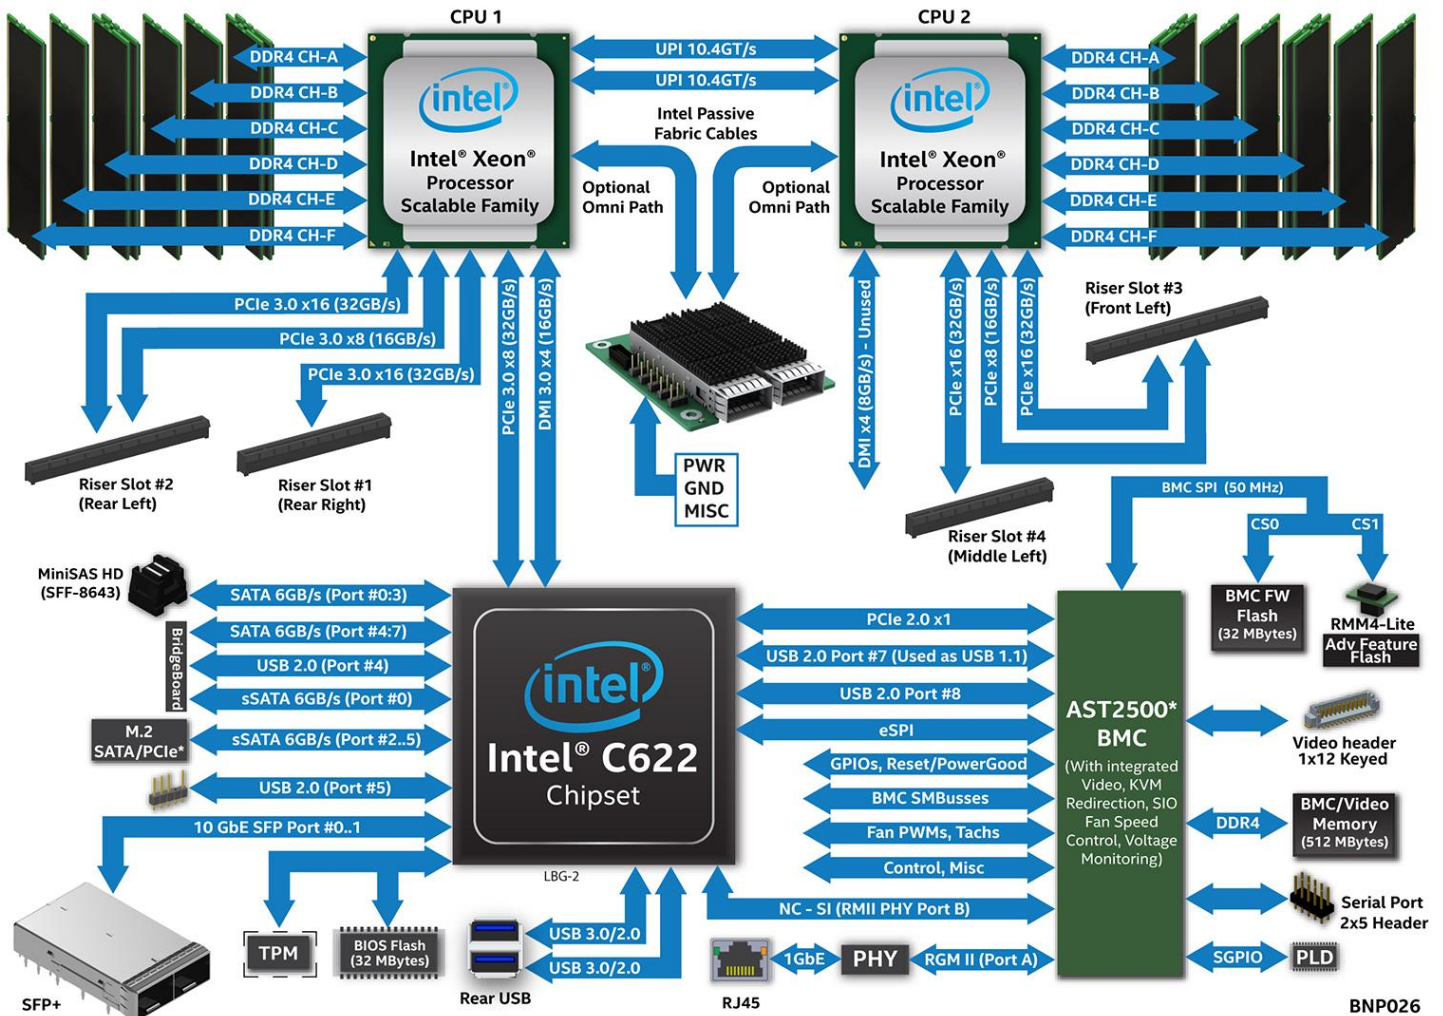 CPU 1
CPU 2
DDR4 CH-A
DDR4 CH-B
DDR4 CH-C
DDR4 CH-D
DDR4 CH-E
DDR4 CH-F
intel®
Intel® Xeon®
Processor
Scalable Family
UPI 10.4GT/s
UPI 10.4GT/s
Intel Passive
Fabric Cables
Optional
Omni Path
Optional
Omni Path
intel®
Intel® Xeon®
Processor
Scalable Family
DDR4 CH-A
DDR4 CH-B
DDR4 CH-C
DDR4 CH-D
DDR4 CH-E
DDR4 CH-F
PCIe 3.0 x16 (32GB/s)
PCIe 3.0 x8 (16GB/s)
PCIe 3.0 x16 (32GB/s)
PCIe 3.0 x8 (32GB/s)
DMI 3.0 x4 (16GB/s)
DMI x4 (8GB/s) - Unused
PCIe x16 (32GB/s)
PCIe x8 (16GB/s)
PCIe x16 (32GB/s)
Riser Slot #3
(Front Left)
Riser Slot #2
(Rear Left)
Riser Slot #1
(Rear Right)
PWR
GND
MISC
Riser Slot #4
(Middle Left)
BMC SPI (50 MHz)
CS0
CS1
BMC FW
Flash
(32 MBytes)
RMM4-Lite
Adv Feature
Flash
MiniSAS HD
(SFF-8643)
BridgeBoard
M.2
SATA/PCIe*
SATA 6GB/s (Port #0:3)
SATA 6GB/s (Port #4:7)
USB 2.0 (Port #4)
sSATA 6GB/s (Port #0)
sSATA 6GB/s (Port #2..5)
USB 2.0 (Port #5)
10 GbE SFP Port #0..1
intel®
Intel® C622
Chipset
LBG-2
PCIe 2.0 x1
USB 2.0 Port #7 (Used as USB 1.1)
USB 2.0 Port #8
eSPI
GPIOs, Reset/PowerGood
BMC SMBusses
Fan PWMs, Tachs
Control, Misc
NC - SI (RMII PHY Port B)
AST2500*
BMC
(With integrated
Video, KVM
Redirection, SIO
Fan Speed
Control, Voltage
Monitoring)
Video header
1x12 Keyed
DDR4
BMC/Video
Memory
(512 MBytes)
Serial Port
2x5 Header
SGPIO
PLD
SFP+
TPM
BIOS Flash
(32 MBytes)
USB 3.0/2.0
USB 3.0/2.0
Rear USB
RJ45
1GbE
PHY
RGM II (Port A)
BNP026